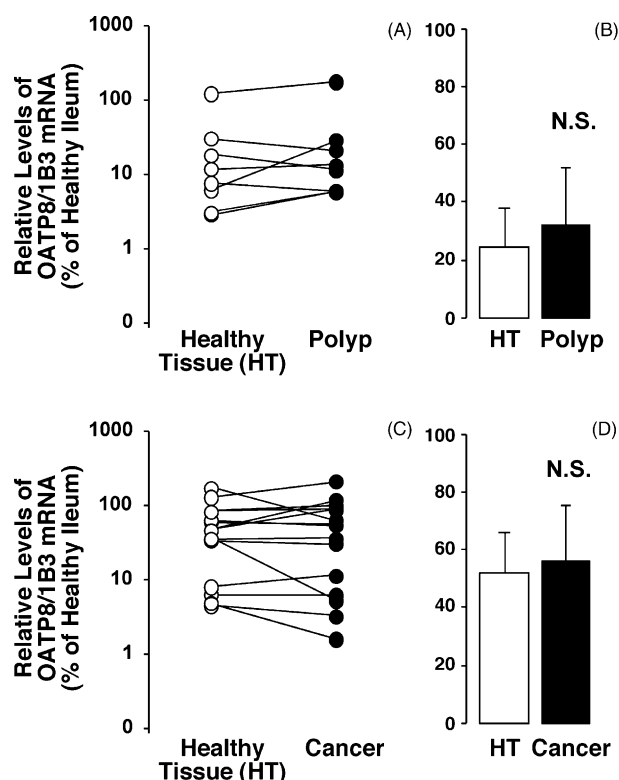 (A)
Relative Levels of
OATP8/1B3 mRNA
(% of Healthy Ileum)
1000
100
10
1
0
Healthy
Tissue (HT)
Polyp
(B)
100
80
60
40
20
0
N.S.
HT
Polyp
(C)
Relative Levels of
OATP8/1B3 mRNA
(% of Healthy Ileum)
1000
100
10
1
0
Healthy
Tissue (HT)
Cancer
(D)
100
80
60
40
20
0
N.S.
HT
Cancer